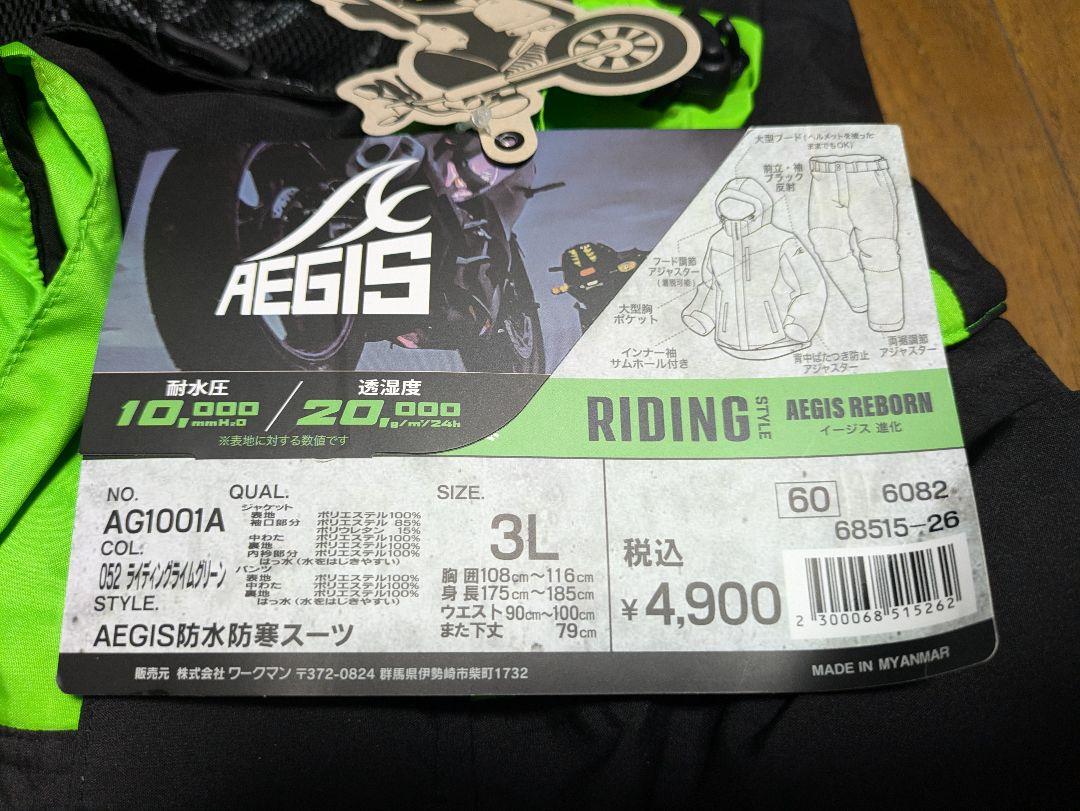 AEGIS
耐水圧
10,000mmH₂O
/
透湿度
20,000g/m²/24h
※表地に対する数値です
大型フード(ヘルメットを被ったままでもOK)
前立・袖
ブラック
反射
フード調節
アジャスター
(着脱可能)
大型胸
ポケット
インナー袖
サムホール付き
背中ばたつき防止
アジャスター
両裾調節
アジャスター
RIDING STYLE
AEGIS REBORN
イージス 進化
NO.
AG1001A
COL.
052 ライディングライムグリーン
STYLE.
AEGIS防水防寒スーツ
QUAL.
ジャケット
表地 ポリエステル100%
袖口部分 ポリエステル 85%
ポリウレタン 15%
中わた ポリエステル100%
裏地 ポリエステル100%
内衿部分 ポリエステル100%
はっ水(水をはじきやすい)
パンツ
表地 ポリエステル100%
中わた ポリエステル100%
裏地 ポリエステル100%
はっ水(水をはじきやすい)
SIZE.
3L
胸囲108cm〜116cm
身長175cm〜185cm
ウエスト90cm〜100cm
また下丈 79cm
税込
¥4,900
60 6082
68515-26
2 300068 515262
販売元 株式会社 ワークマン 〒372-0824 群馬県伊勢崎市柴町1732
MADE IN MYANMAR